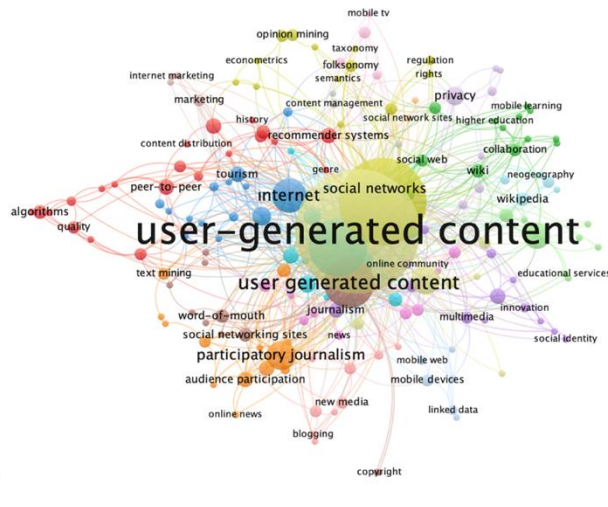 mobile tv
opinion mining
taxonomy
econometrics
folksonomy
regulation
rights
internet marketing
semantics
marketing
content management
privacy
history
social network sites
mobile learning
higher education
recommender systems
content distribution
collaboration
genre
social web
peer-to-peer
tourism
wiki
neogeography
internet
social networks
wikipedia
algorithms
quality
user-generated content
online community
text mining
educational services
user generated content
journalism
innovation
word-of-mouth
multimedia
social networking sites
news
social identity
participatory journalism
mobile web
audience participation
mobile devices
new media
online news
linked data
blogging
copyright